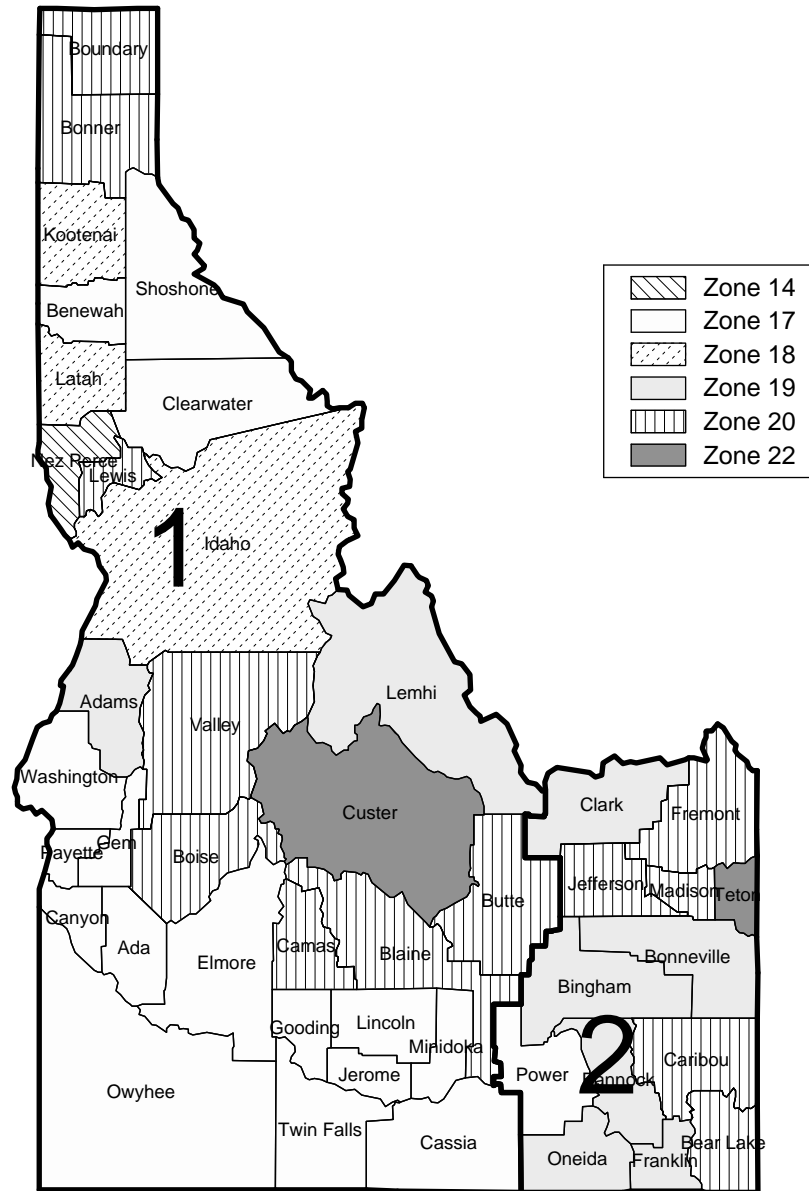 Boundary
Bonner
Kootenai
Shoshone
Benewah
Latah
Clearwater
Nez Perce
Lewis
1
Idaho
Zone 14
Zone 17
Zone 18
Zone 19
Zone 20
Zone 22
Adams
Lemhi
Valley
Washington
Custer
Clark
Fremont
Payette
Gem
Boise
Jefferson
Madison
Teton
Butte
Canyon
Ada
Camas
Blaine
Elmore
Bonneville
Bingham
Gooding
Lincoln
Minidoka
2
Caribou
Jerome
Power
Bannock
Owyhee
Twin Falls
Cassia
Bear Lake
Oneida
Franklin